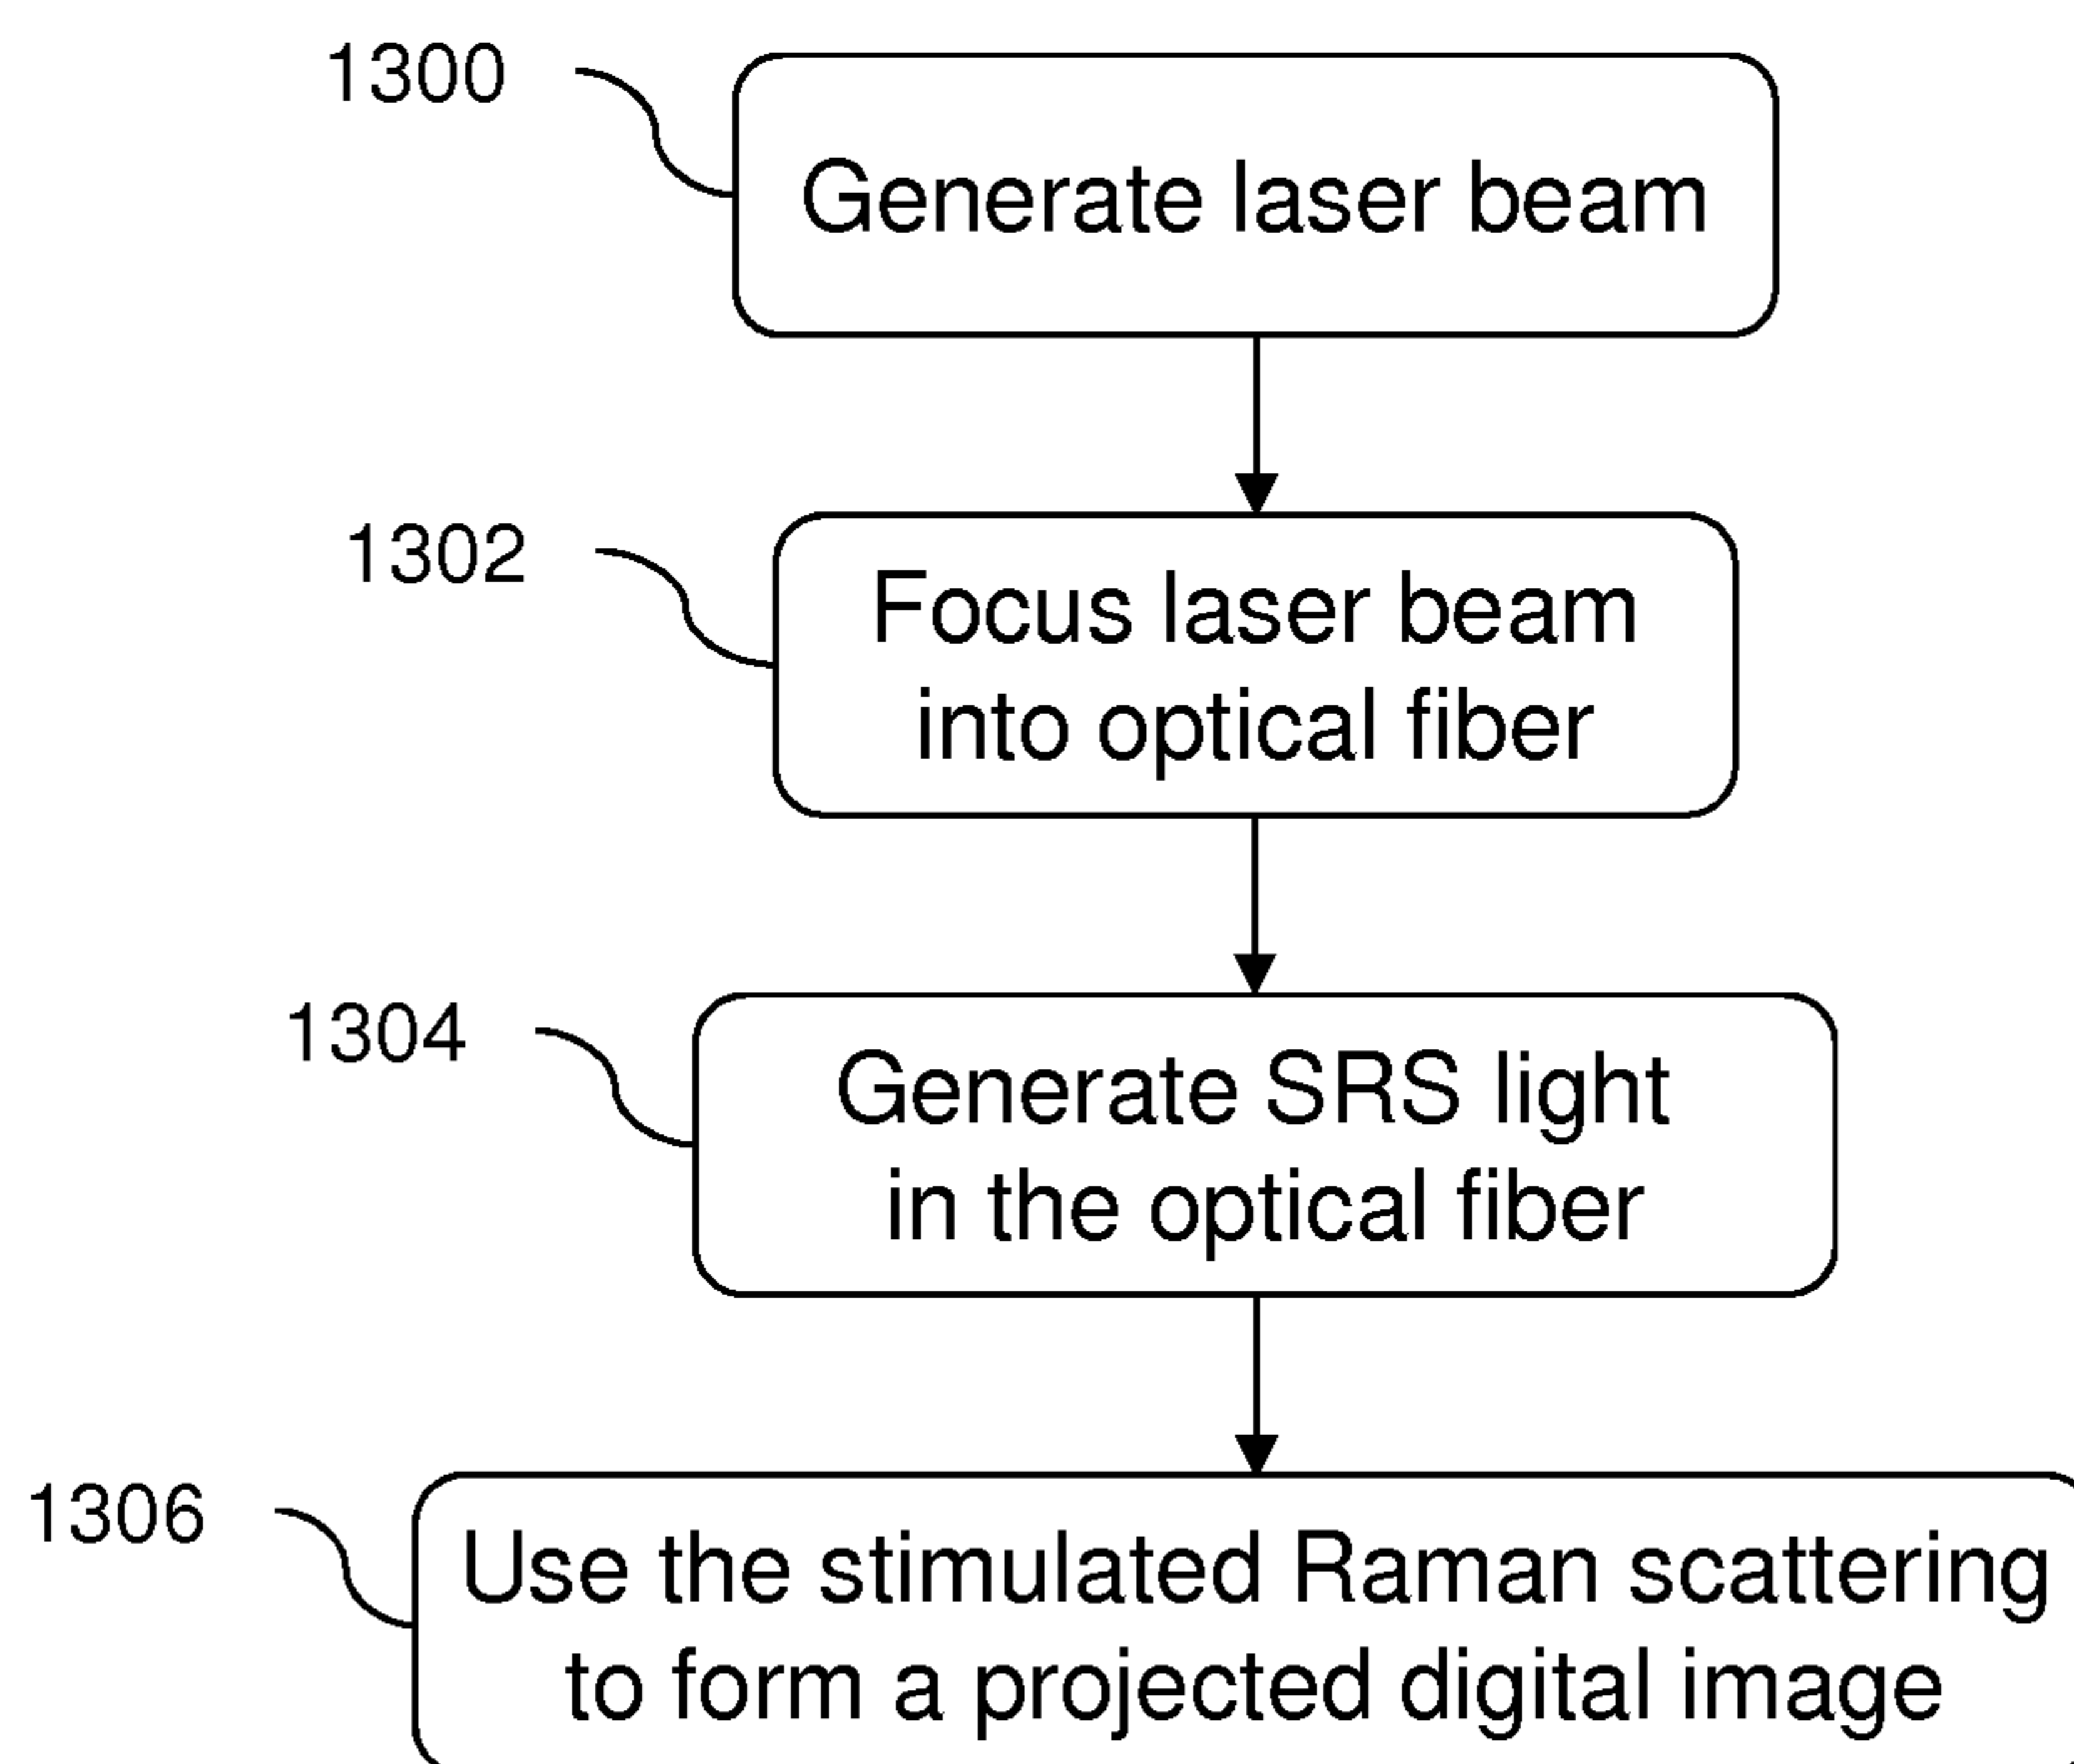 1300
Generate laser beam
1302
Focus laser beam
into optical fiber
1304
Generate SRS light
in the optical fiber
1306
Use the stimulated Raman scattering
to form a projected digital image